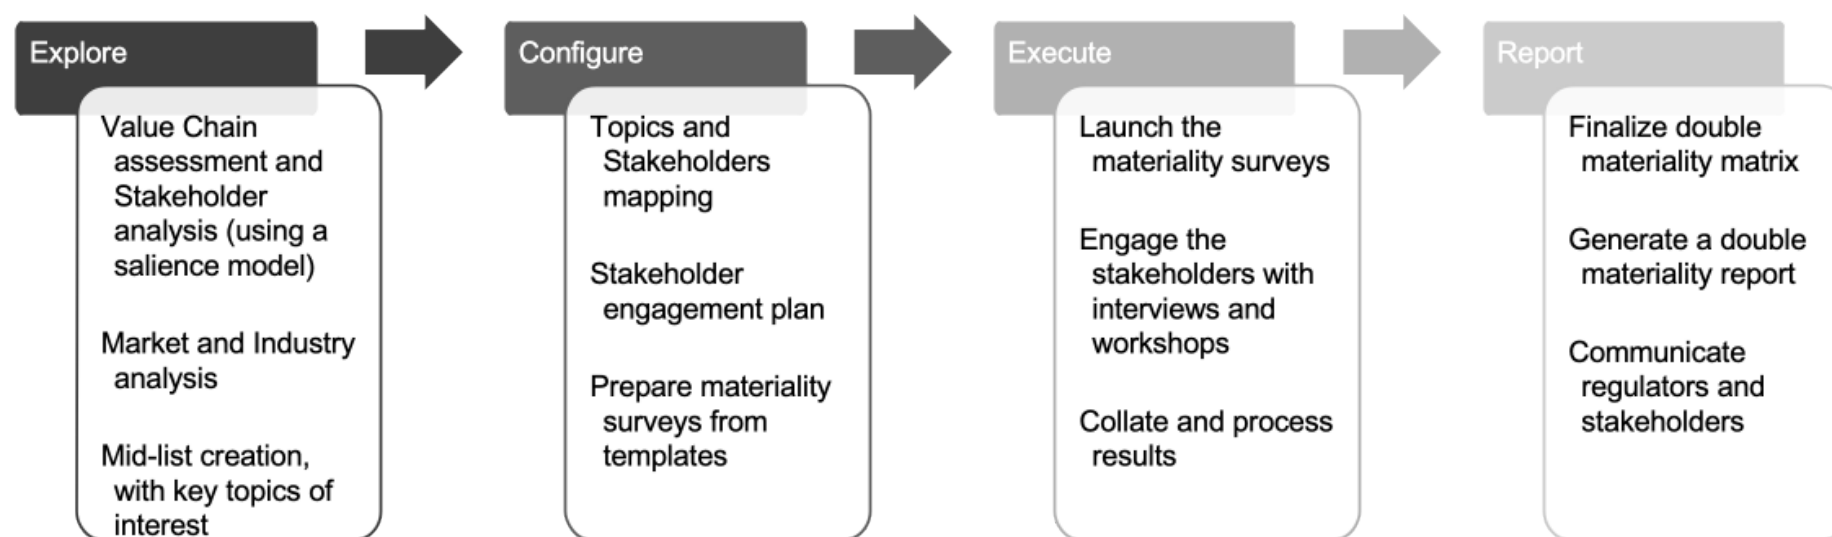 Explore
Value Chain
assessment and
Stakeholder
analysis (using a
salience model)
Market and Industry
analysis
Mid-list creation,
with key topics of
interest
Configure
Topics and
Stakeholders
mapping
Stakeholder
engagement plan
Prepare materiality
surveys from
templates
Execute
Launch the
materiality surveys
Engage the
stakeholders with
interviews and
workshops
Collate and process
results
Report
Finalize double
materiality matrix
Generate a double
materiality report
Communicate
regulators and
stakeholders